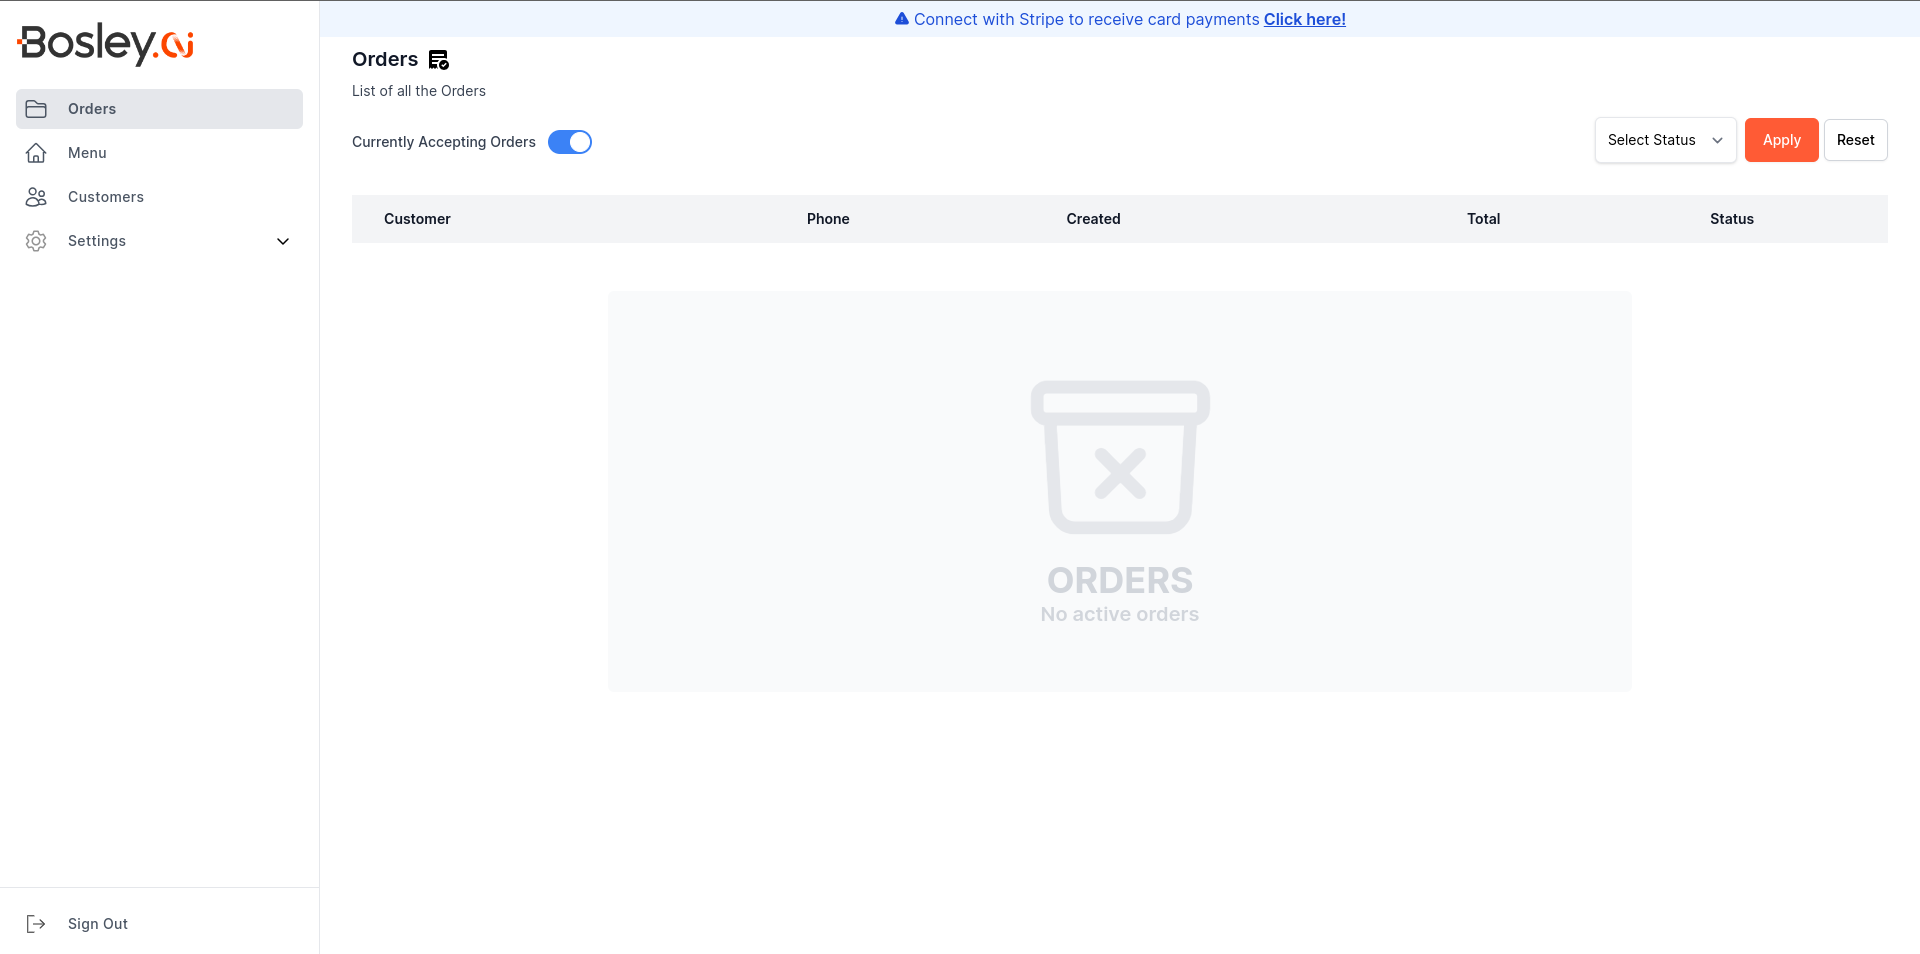 Bosley.ai
Connect with Stripe to receive card payments Click here!
Orders
Menu
Customers
Settings
Sign Out
Orders
List of all the Orders
Currently Accepting Orders
Select Status
Apply
Reset
Customer Phone Created Total Status
ORDERS
No active orders